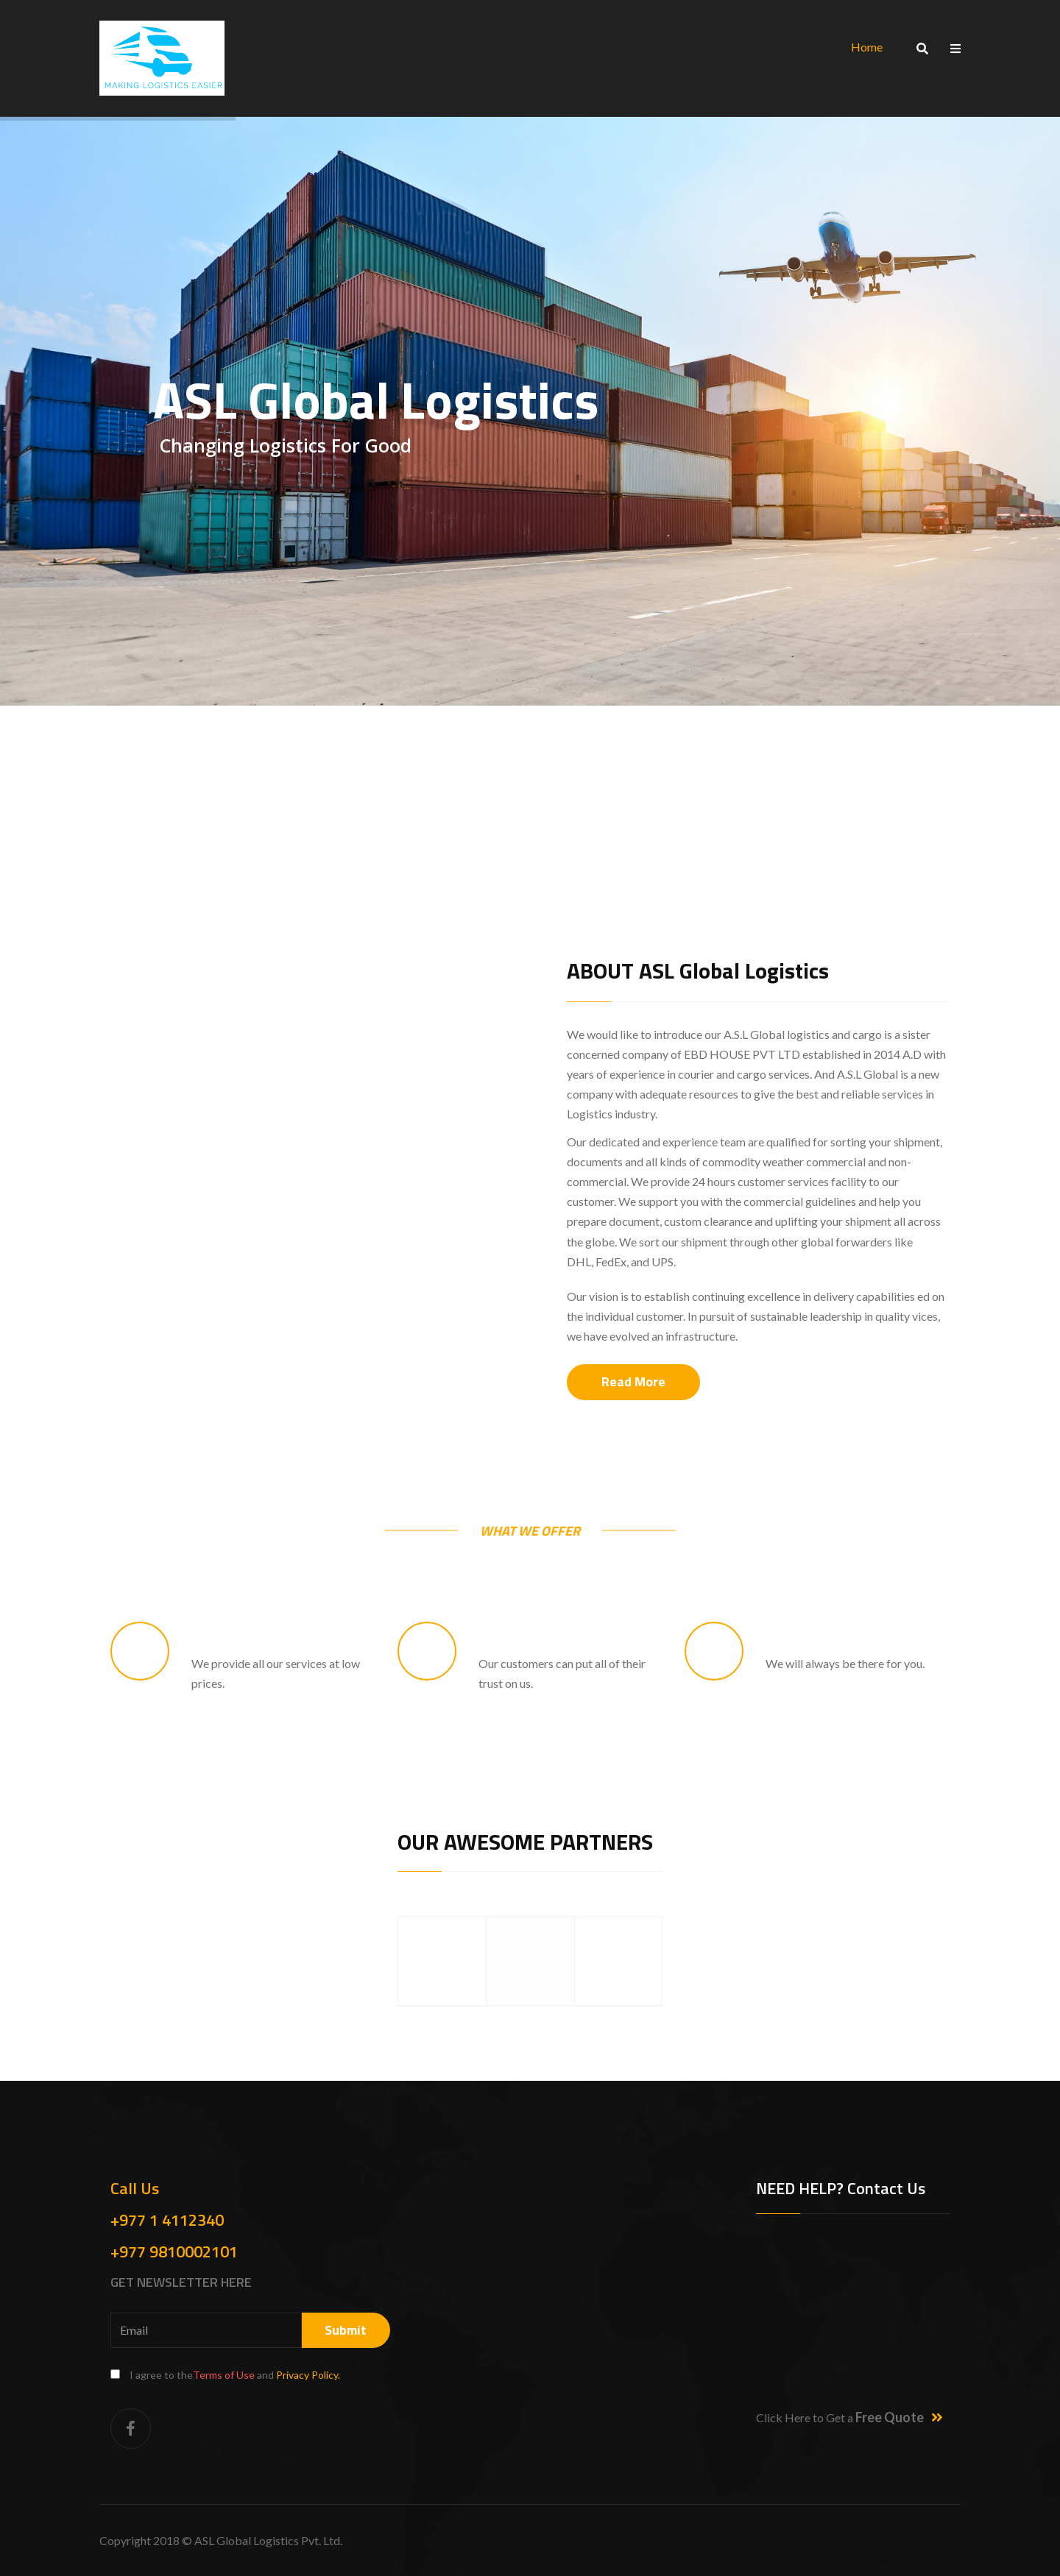 MAKING LOGISTICS EASIER
Home
ASL Global Logistics
Changing Logistics For Good
ABOUT ASL Global Logistics
We would like to introduce our A.S.L Global logistics and cargo is a sister
concerned company of EBD HOUSE PVT LTD established in 2014 A.D with
years of experience in courier and cargo services. And A.S.L Global is a new
company with adequate resources to give the best and reliable services in
Logistics industry.
Our dedicated and experience team are qualified for sorting your shipment,
documents and all kinds of commodity weather commercial and non-
commercial. We provide 24 hours customer services facility to our
customer. We support you with the commercial guidelines and help you
prepare document, custom clearance and uplifting your shipment all across
the globe. We sort our shipment through other global forwarders like
DHL, FedEx, and UPS.
Our vision is to establish continuing excellence in delivery capabilities ed on
the individual customer. In pursuit of sustainable leadership in quality vices,
we have evolved an infrastructure.
Read More
WHAT WE OFFER
We provide all our services at low
prices.
Our customers can put all of their
trust on us.
We will always be there for you.
OUR AWESOME PARTNERS
Call Us
+977 1 4112340
+977 9810002101
GET NEWSLETTER HERE
Email
Submit
I agree to theTerms of Use and Privacy Policy.
NEED HELP? Contact Us
Click Here to Get a Free Quote
Copyright 2018 © ASL Global Logistics Pvt. Ltd.